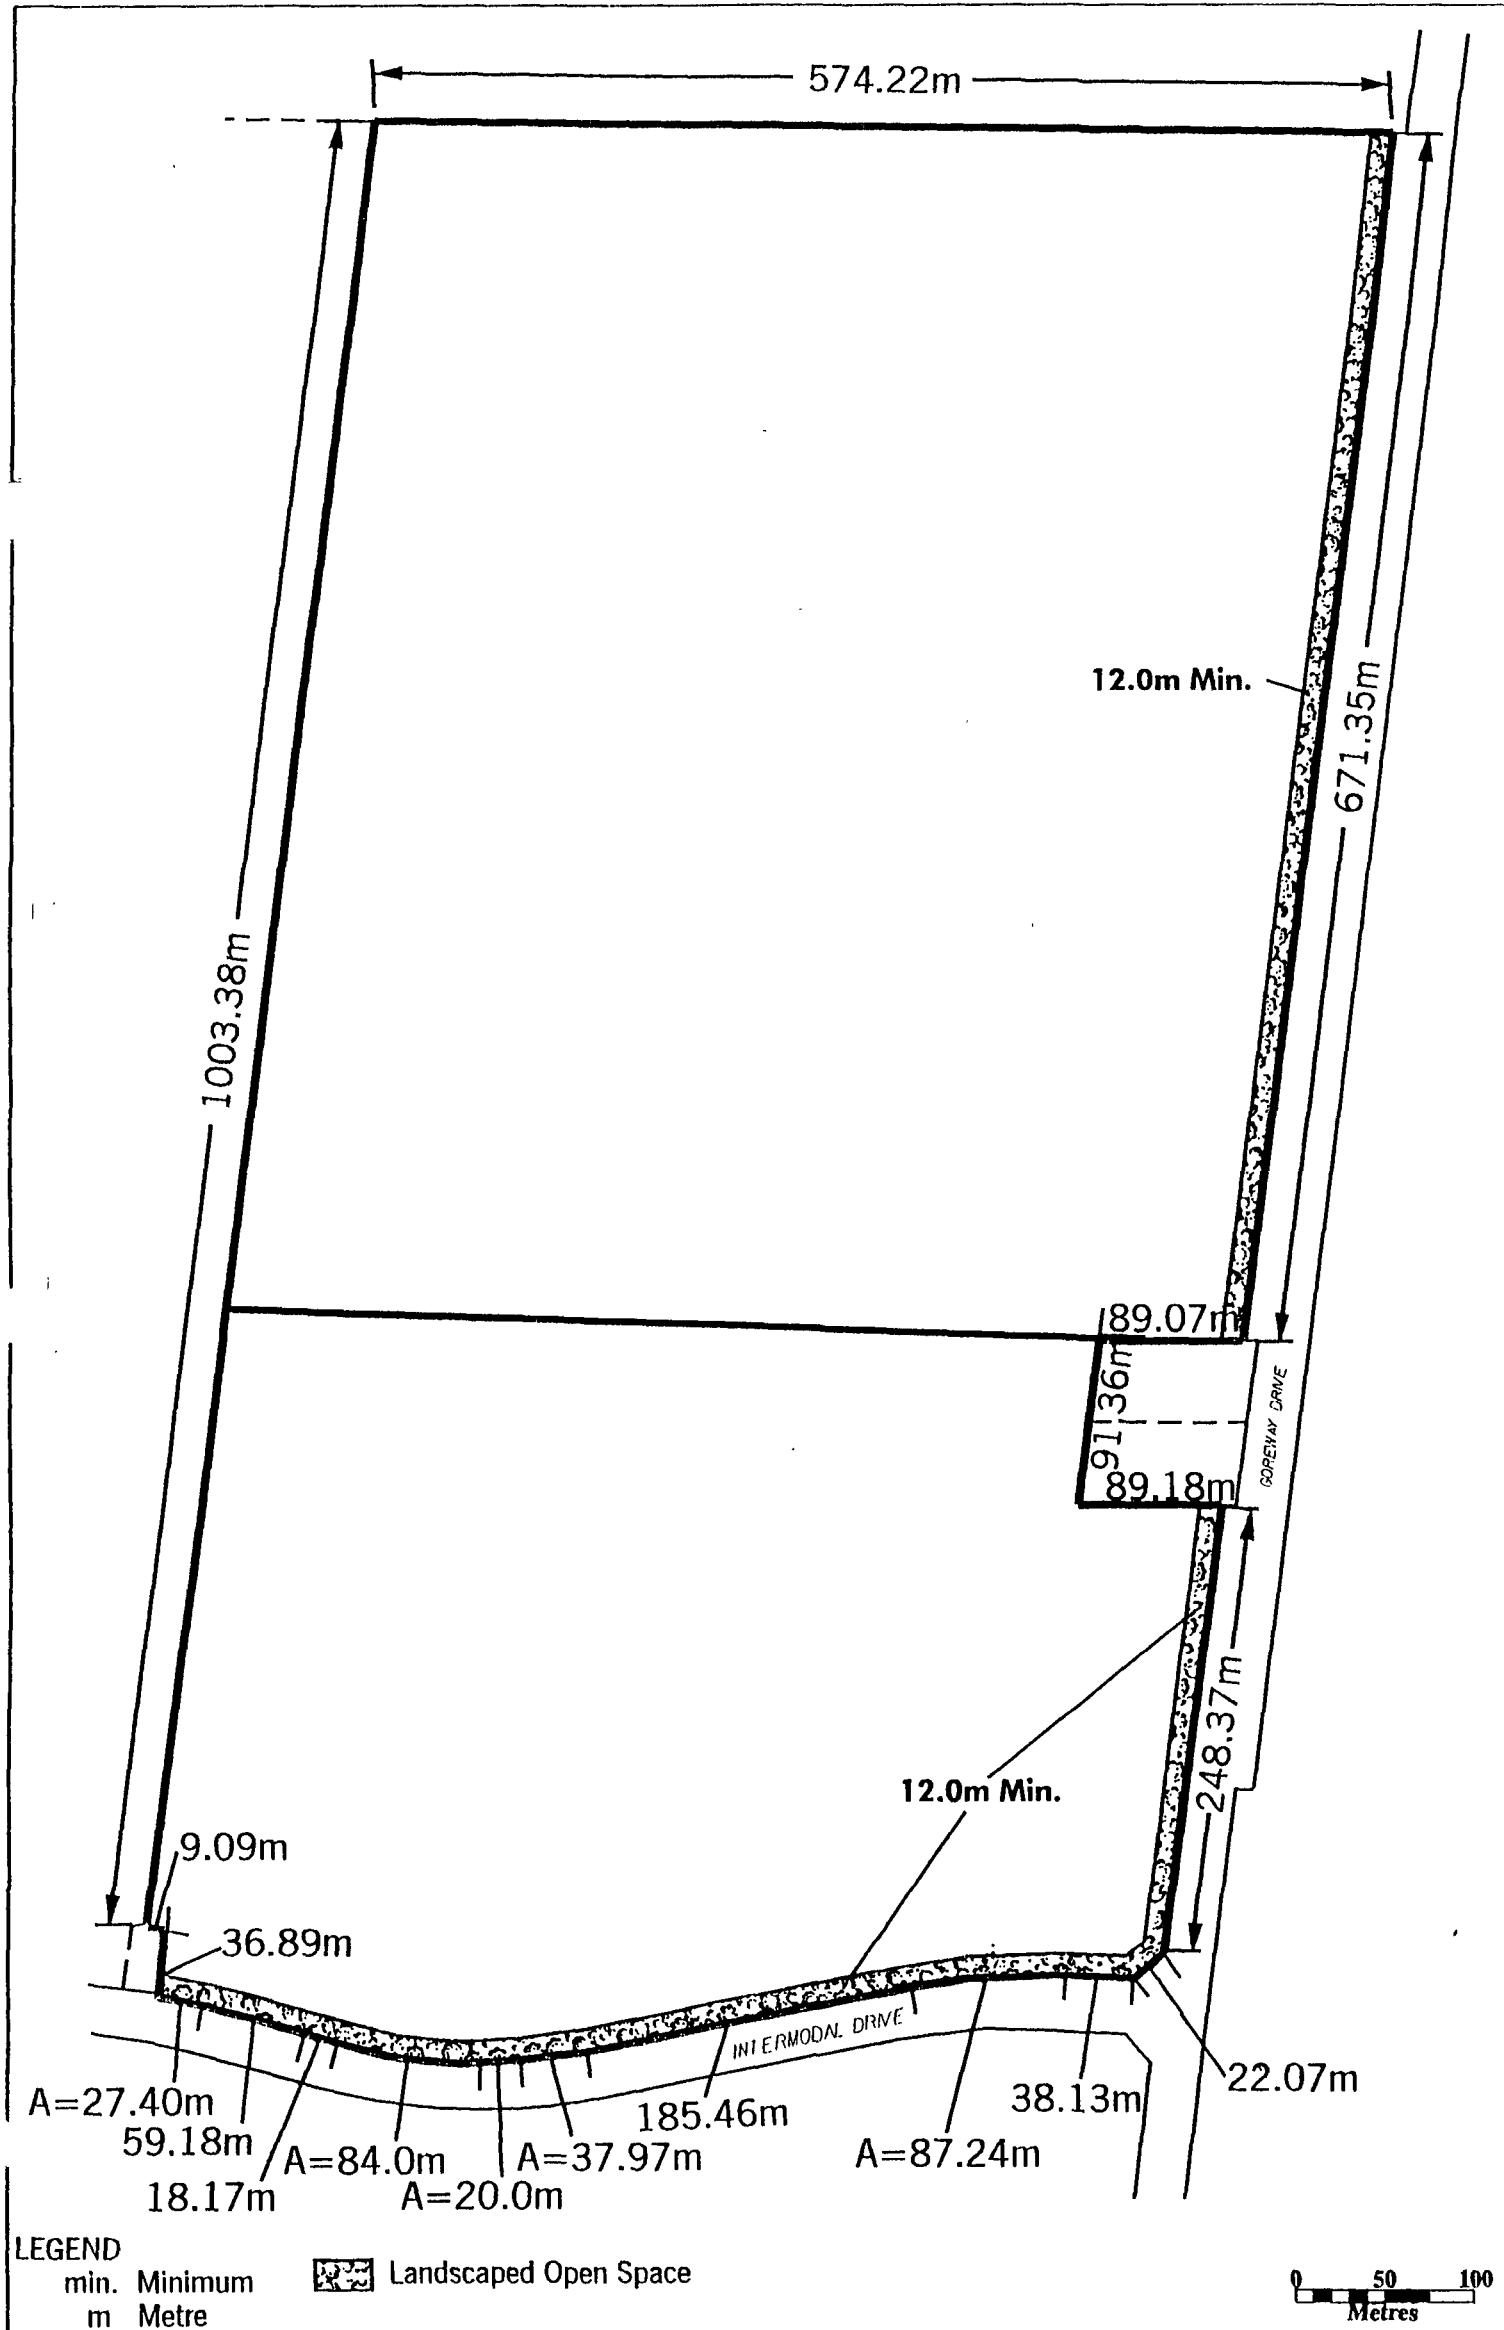 574.22m
12.0m Min.
671.35m
1003.38m
89.07m
91.36m
GOREWAY DRIVE
89.18m
248.37m
12.0m Min.
9.09m
36.89m
INTERMODAL DRIVE
22.07m
A=27.40m
38.13m
185.46m
59.18m
A=84.0m
A=37.97m
A=87.24m
18.17m
A=20.0m
LEGEND
min. Minimum
Landscaped Open Space
m Metre
0 50 100
Metres